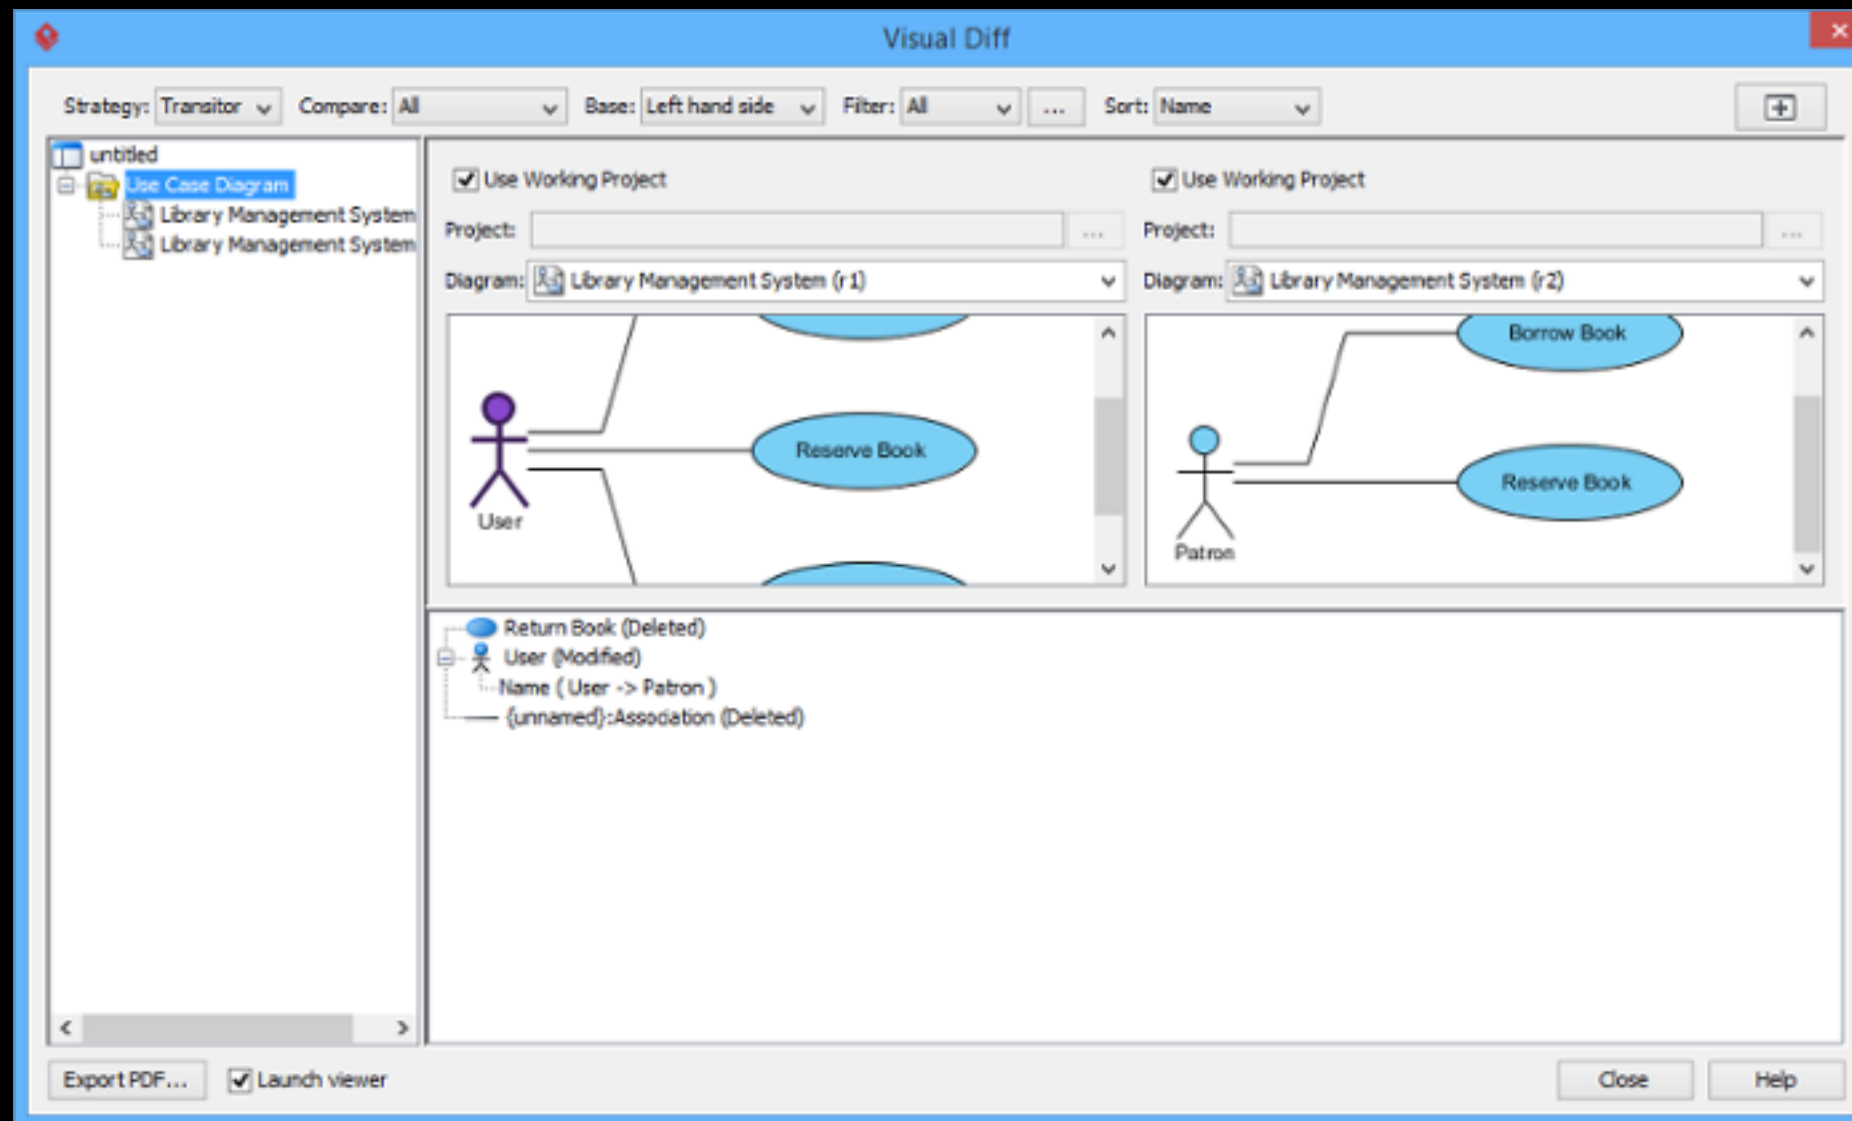 Visual Diff
Strategy: Transitor Compare: All Base: Left hand side Filter: All ... Sort: Name
untitled
Use Case Diagram
Library Management System
Library Management System
Use Working Project
Project: ...
Diagram: Library Management System (r1)
Reserve Book
User
Use Working Project
Project: ...
Diagram: Library Management System (r2)
Borrow Book
Reserve Book
Patron
Return Book (Deleted)
User (Modified)
Name ( User -> Patron )
{unnamed}:Association (Deleted)
Export PDF... Launch viewer Close Help